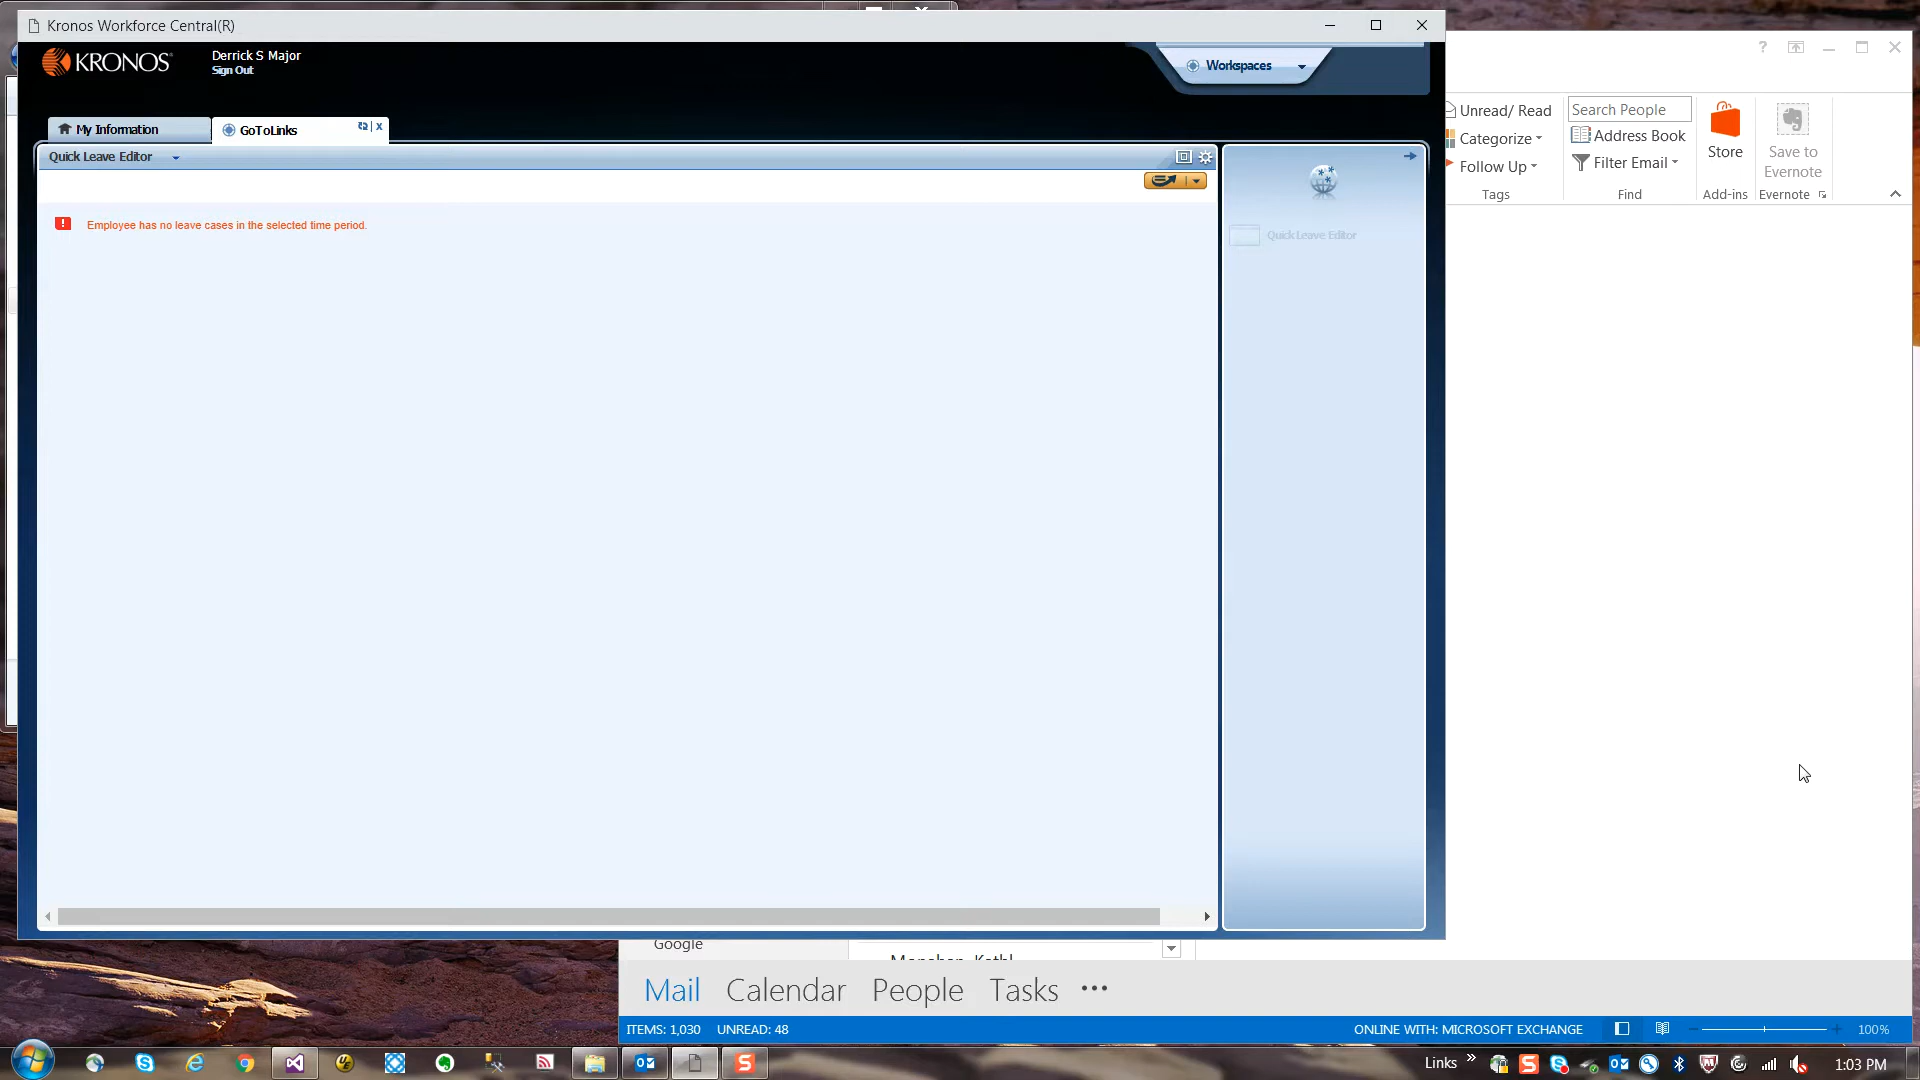 Kronos Workforce Central(R)
KRONOS
Derrick S Major
Sign Out
Workspaces
My Information
GoToLinks
x
Quick Leave Editor
Employee has no leave cases in the selected time period.
Quick Leave Editor
?
Unread/ Read
Categorize
Follow Up
Tags
Search People
Address Book
Filter Email
Find
Store
Add-ins
Save to
Evernote
Evernote
Google
Mail Calendar People Tasks •••
ITEMS: 1,030 UNREAD: 48
ONLINE WITH: MICROSOFT EXCHANGE
100%
Links
1:03 PM